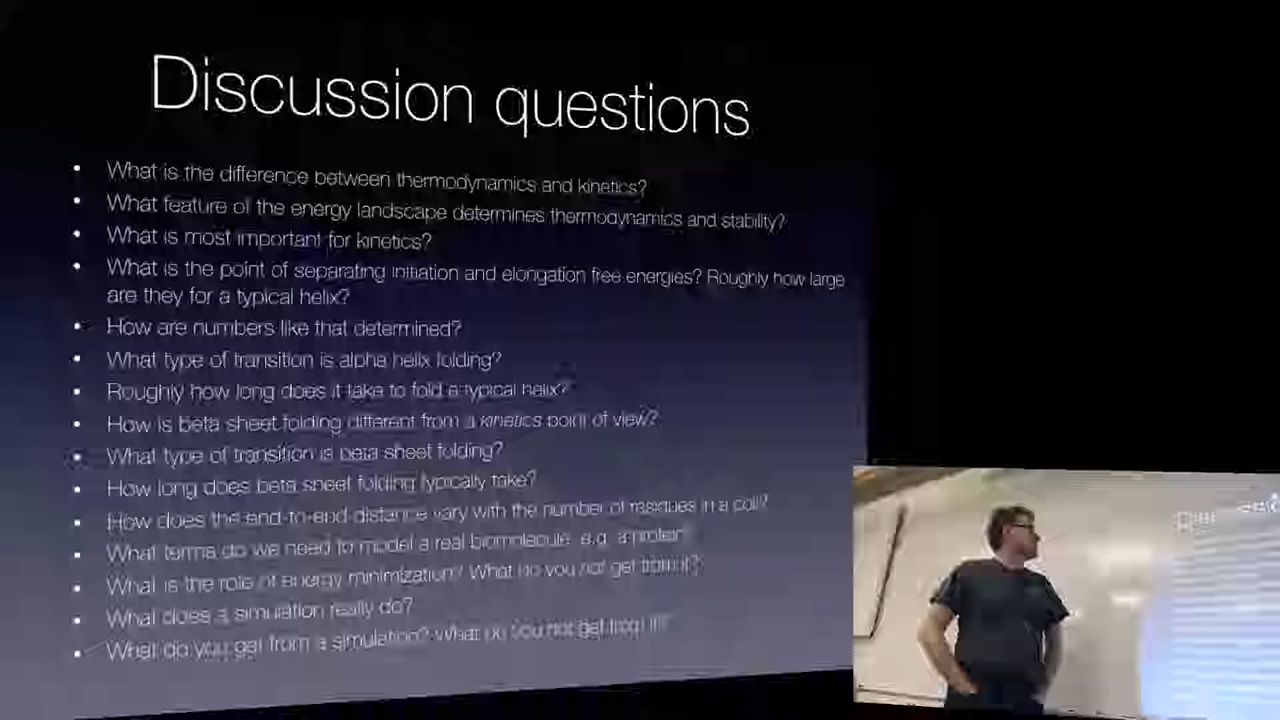 Discussion questions
• What is the difference between thermodynamics and kinetics?
• What feature of the energy landscape determines thermodynamics and stability?
• What is most important for kinetics?
• What is the point of separating initiation and elongation free energies? Roughly how large
are they for a typical helix?
• How are numbers like that determined?
• What type of transition is alpha helix folding?
• Roughly how long does it take to fold a typical helix?
• How is beta sheet folding different from a kinetics point of view?
• What type of transition is beta sheet folding?
• How long does beta sheet folding typically take?
• How does the end-to-end-distance vary with the number of residues in a coil?
• What terms do we need to model a real biomolecule, e.g. a protein?
• What is the role of energy minimization? What do you not get from it?
• What does a simulation really do?
• What do you get from a simulation? What do you not get from it?